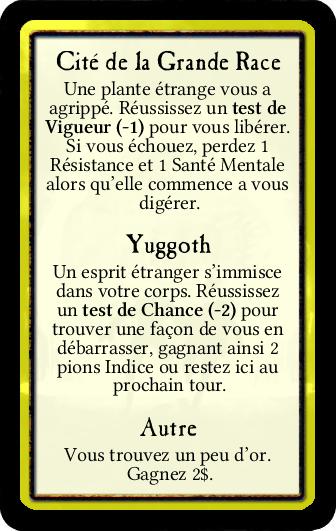 Cité de la Grande Race
Une plante étrange vous a
agrippé. Réussissez un test de
Vigueur (-1) pour vous libérer.
Si vous échouez, perdez 1
Résistance et 1 Santé Mentale
alors qu'elle commence a vous
digérer.
Yuggoth
Un esprit étranger s'immisce
dans votre corps. Réussissez
un test de Chance (-2) pour
trouver une façon de vous en
débarrasser, gagnant ainsi 2
pions Indice ou restez ici au
prochain tour.
Autre
Vous trouvez un peu d'or.
Gagnez 2$.